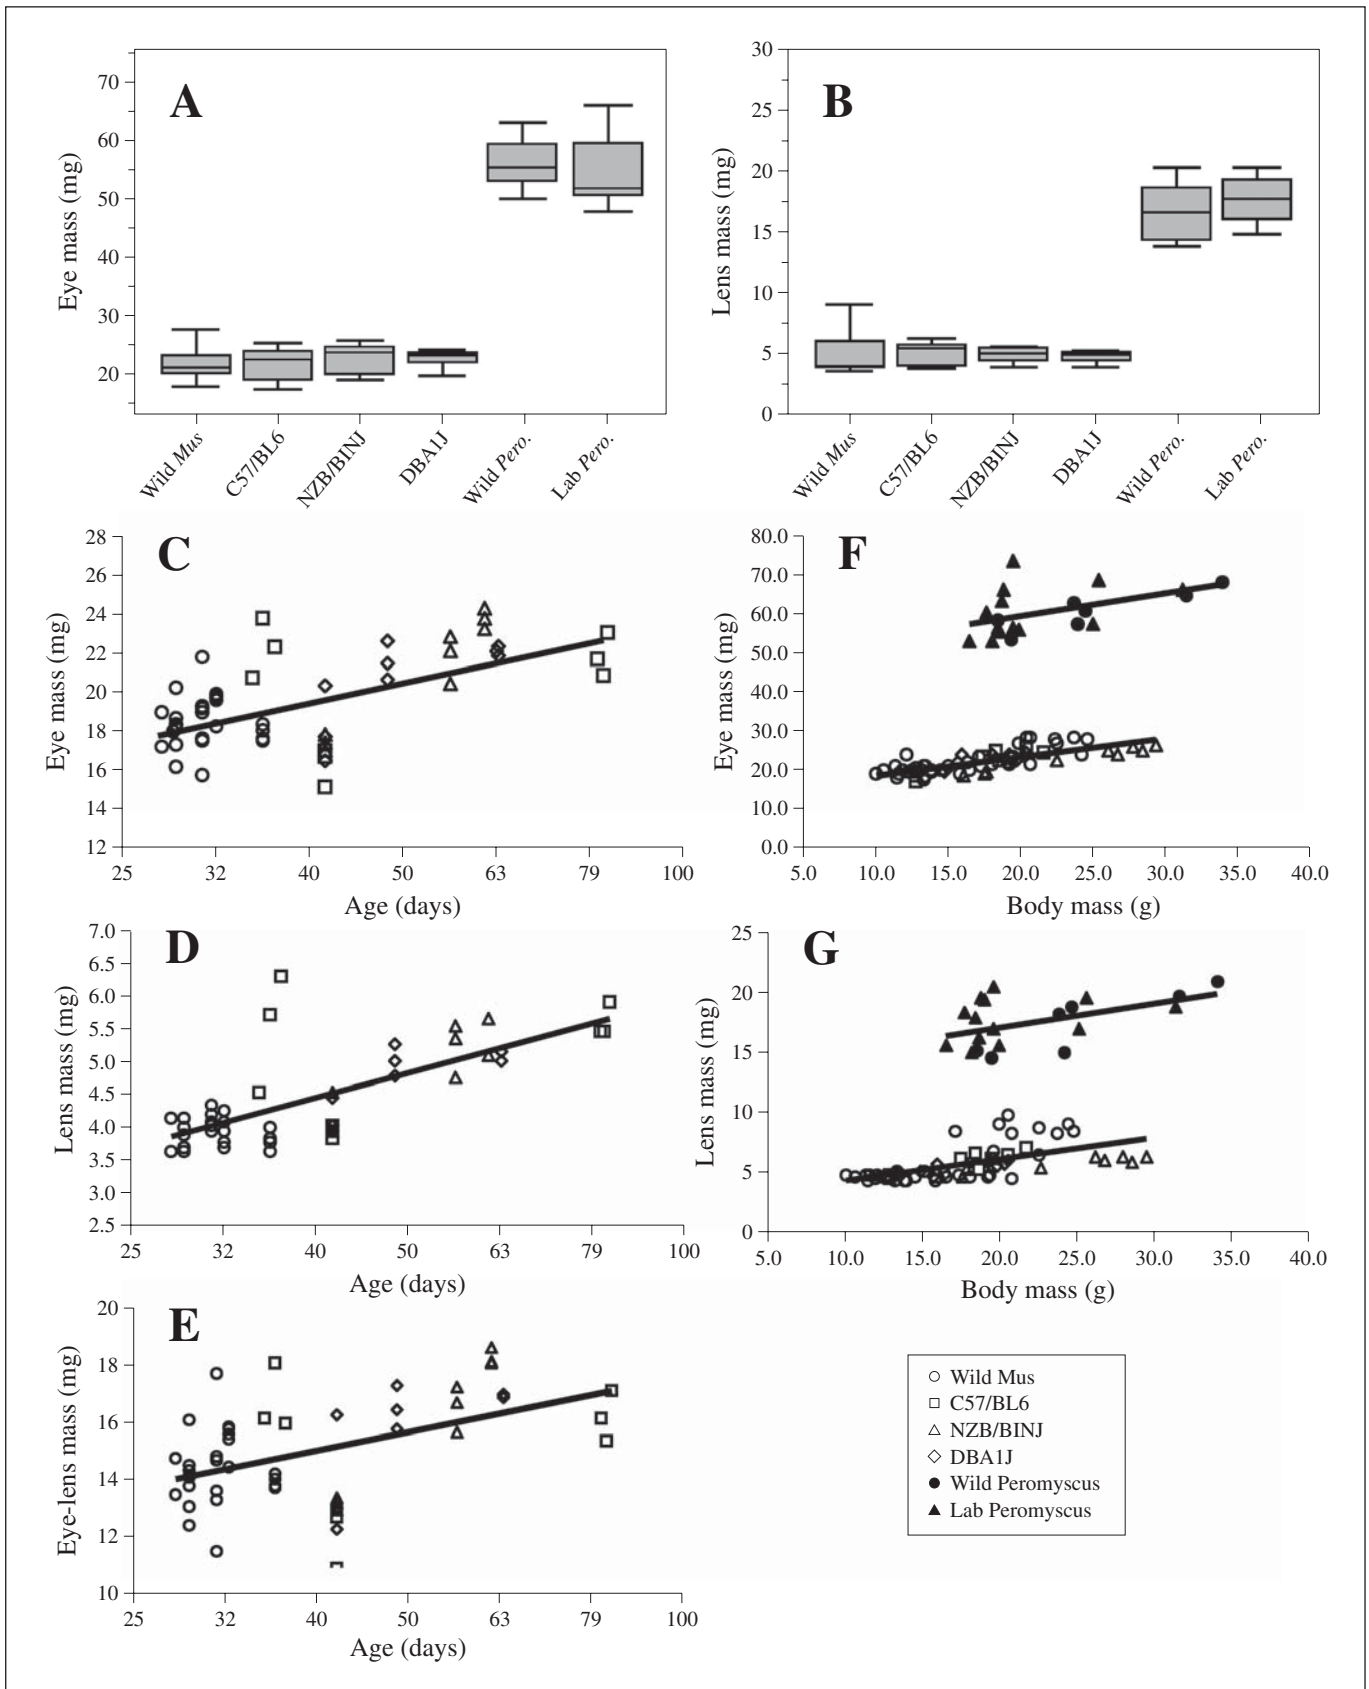 A
Eye mass (mg)
70
60
50
40
30
20
Wild Mus
C57/BL6
NZB/BINJ
DBA1J
Wild Pero.
Lab Pero.
B
Lens mass (mg)
30
25
20
15
10
5
0
Wild Mus
C57/BL6
NZB/BINJ
DBA1J
Wild Pero.
Lab Pero.
C
Eye mass (mg)
28
26
24
22
20
18
16
14
12
25 32 40 50 63 79 100
Age (days)
F
Eye mass (mg)
80.0
70.0
60.0
50.0
40.0
30.0
20.0
10.0
0.0
5.0 10.0 15.0 20.0 25.0 30.0 35.0 40.0
Body mass (g)
D
Lens mass (mg)
7.0
6.5
6.0
5.5
5.0
4.5
4.0
3.5
3.0
2.5
25 32 40 50 63 79 100
Age (days)
G
Lens mass (mg)
25
20
15
10
5
0
5.0 10.0 15.0 20.0 25.0 30.0 35.0 40.0
Body mass (g)
E
Eye-lens mass (mg)
20
18
16
14
12
10
25 32 40 50 63 79 100
Age (days)
Wild Mus
C57/BL6
NZB/BINJ
DBA1J
Wild Peromyscus
Lab Peromyscus